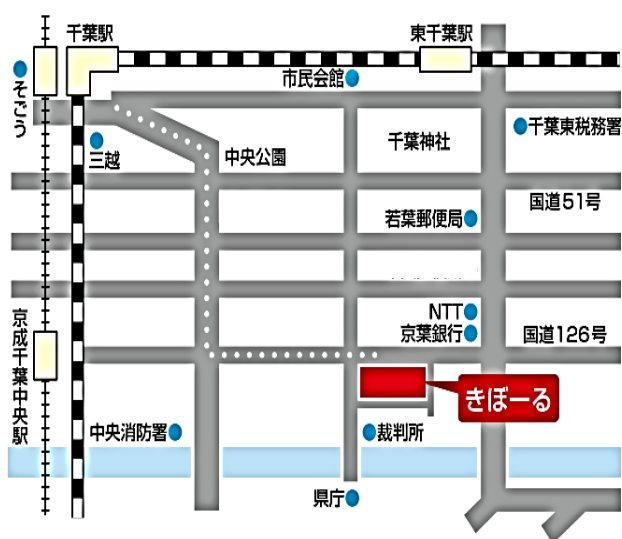 千葉駅
東千葉駅
市民会館
そごう
千葉東税務署
千葉神社
三越
中央公園
国道51号
若葉郵便局
NTT
京葉銀行
国道126号
京成千葉中央駅
きぼーる
中央消防署
裁判所
県庁